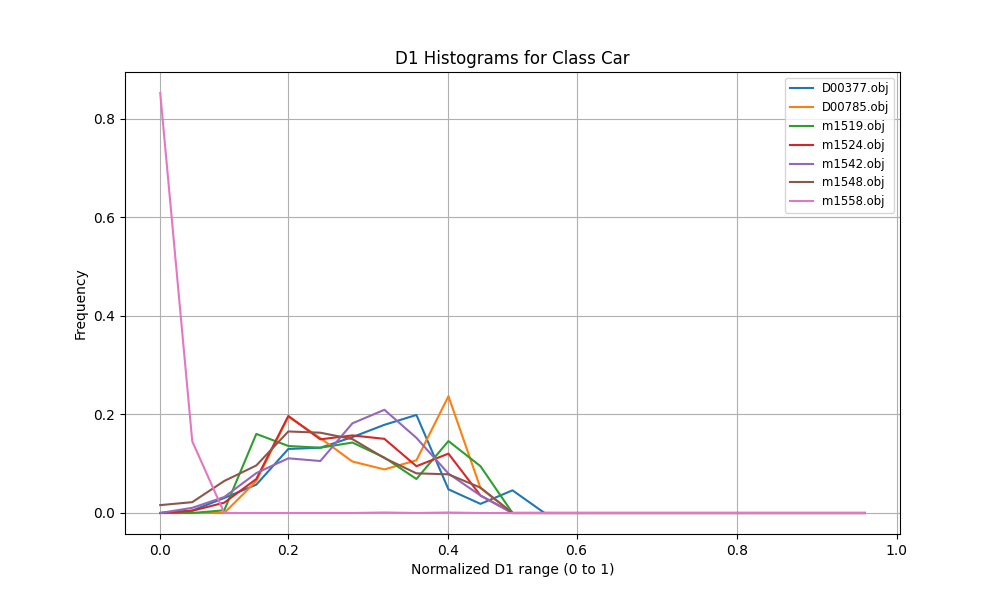 D1 Histograms for Class Car
D00377.obj
D00785.obj
m1519.obj
m1524.obj
m1542.obj
m1548.obj
m1558.obj
Frequency
0.8
0.6
0.4
0.2
0.0
0.0 0.2 0.4 0.6 0.8 1.0
Normalized D1 range (0 to 1)